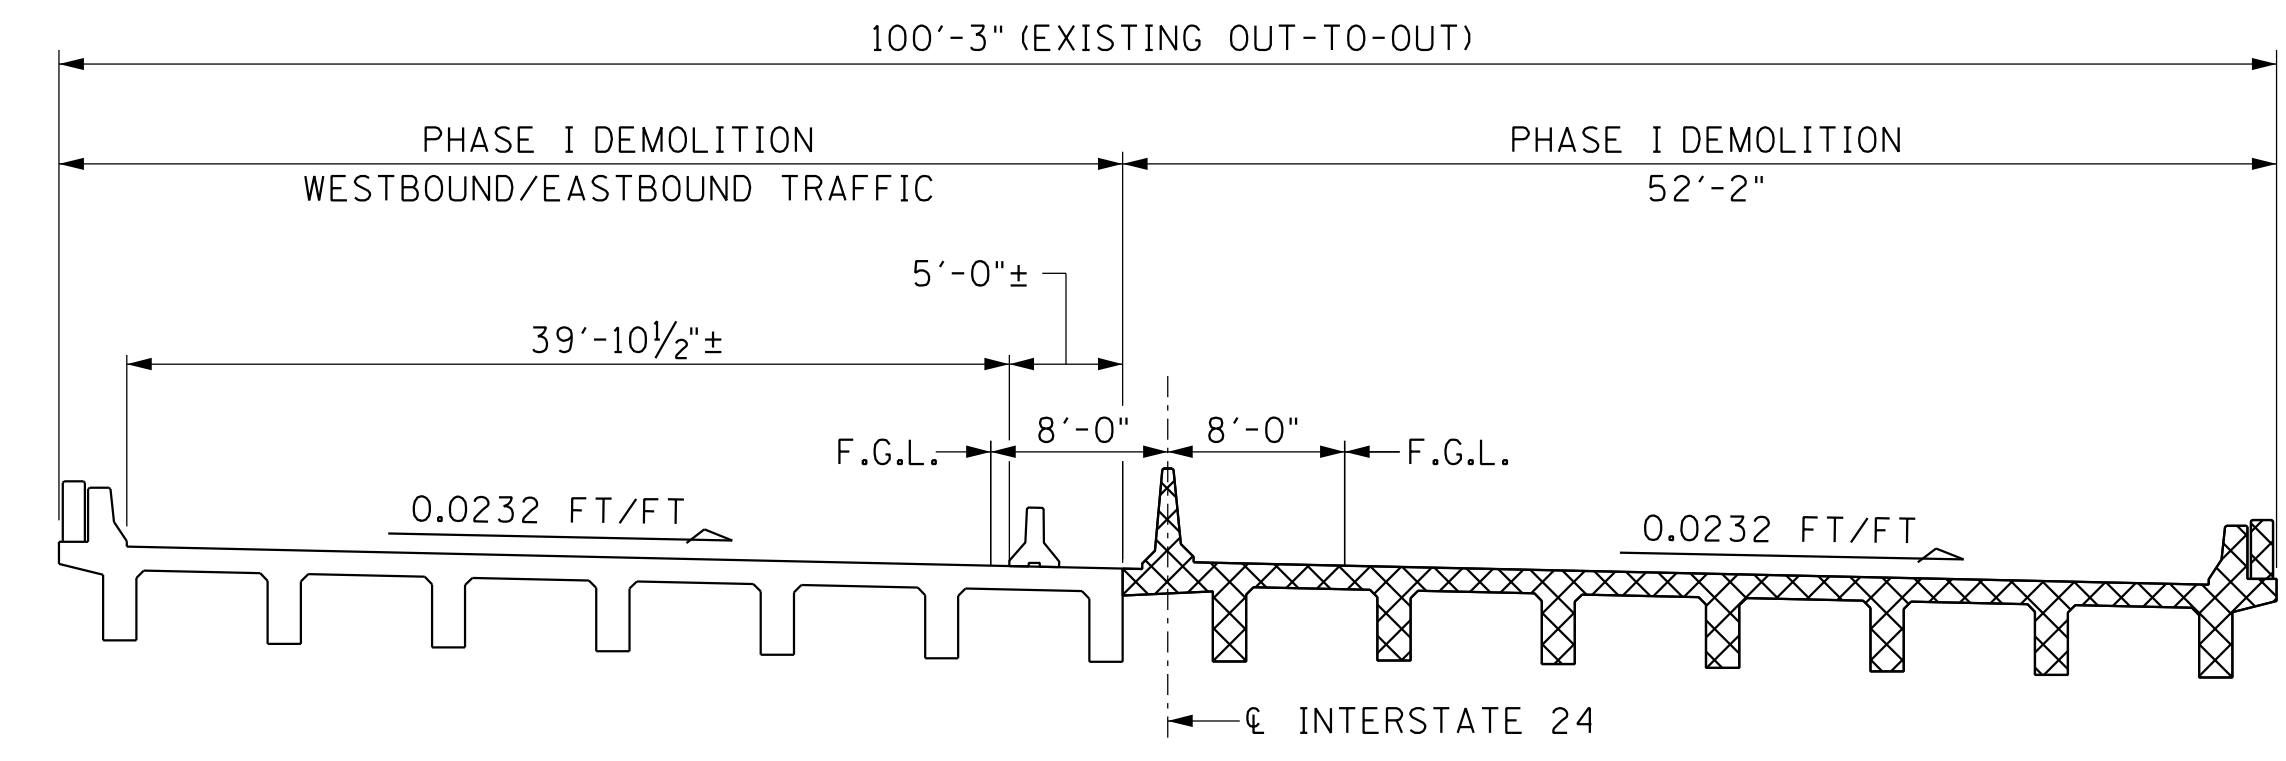 100'-3" (EXISTING OUT-TO-OUT)
PHASE I DEMOLITION
WESTBOUND/EASTBOUND TRAFFIC
PHASE I DEMOLITION
52'-2"
5'-0"±
39'-10½"±
8'-0"
8'-0"
F.G.L.
F.G.L.
0.0232 FT/FT
0.0232 FT/FT
℄ INTERSTATE 24